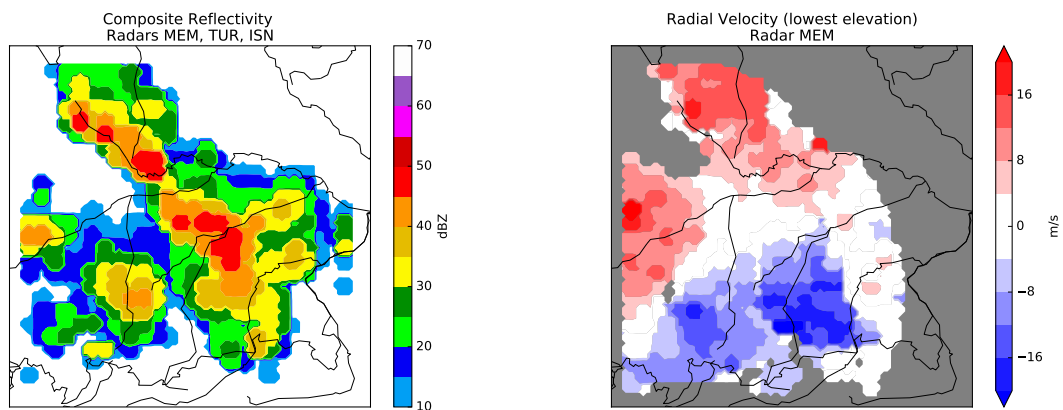 Composite Reflectivity
Radars MEM, TUR, ISN
70
60
50
40
30
20
10
dBZ
Radial Velocity (lowest elevation)
Radar MEM
16
8
0
−8
−16
m/s